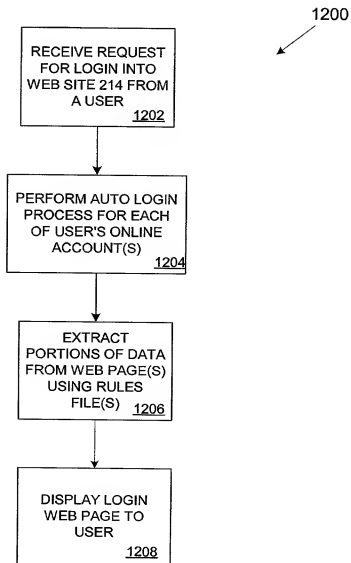 1200
RECEIVE REQUEST
FOR LOGIN INTO
WEB SITE 214 FROM
A USER
1202
PERFORM AUTO LOGIN
PROCESS FOR EACH
OF USER'S ONLINE
ACCOUNT(S)
1204
EXTRACT
PORTIONS OF DATA
FROM WEB PAGE(S)
USING RULES
FILE(S)
1206
DISPLAY LOGIN
WEB PAGE TO
USER
1208